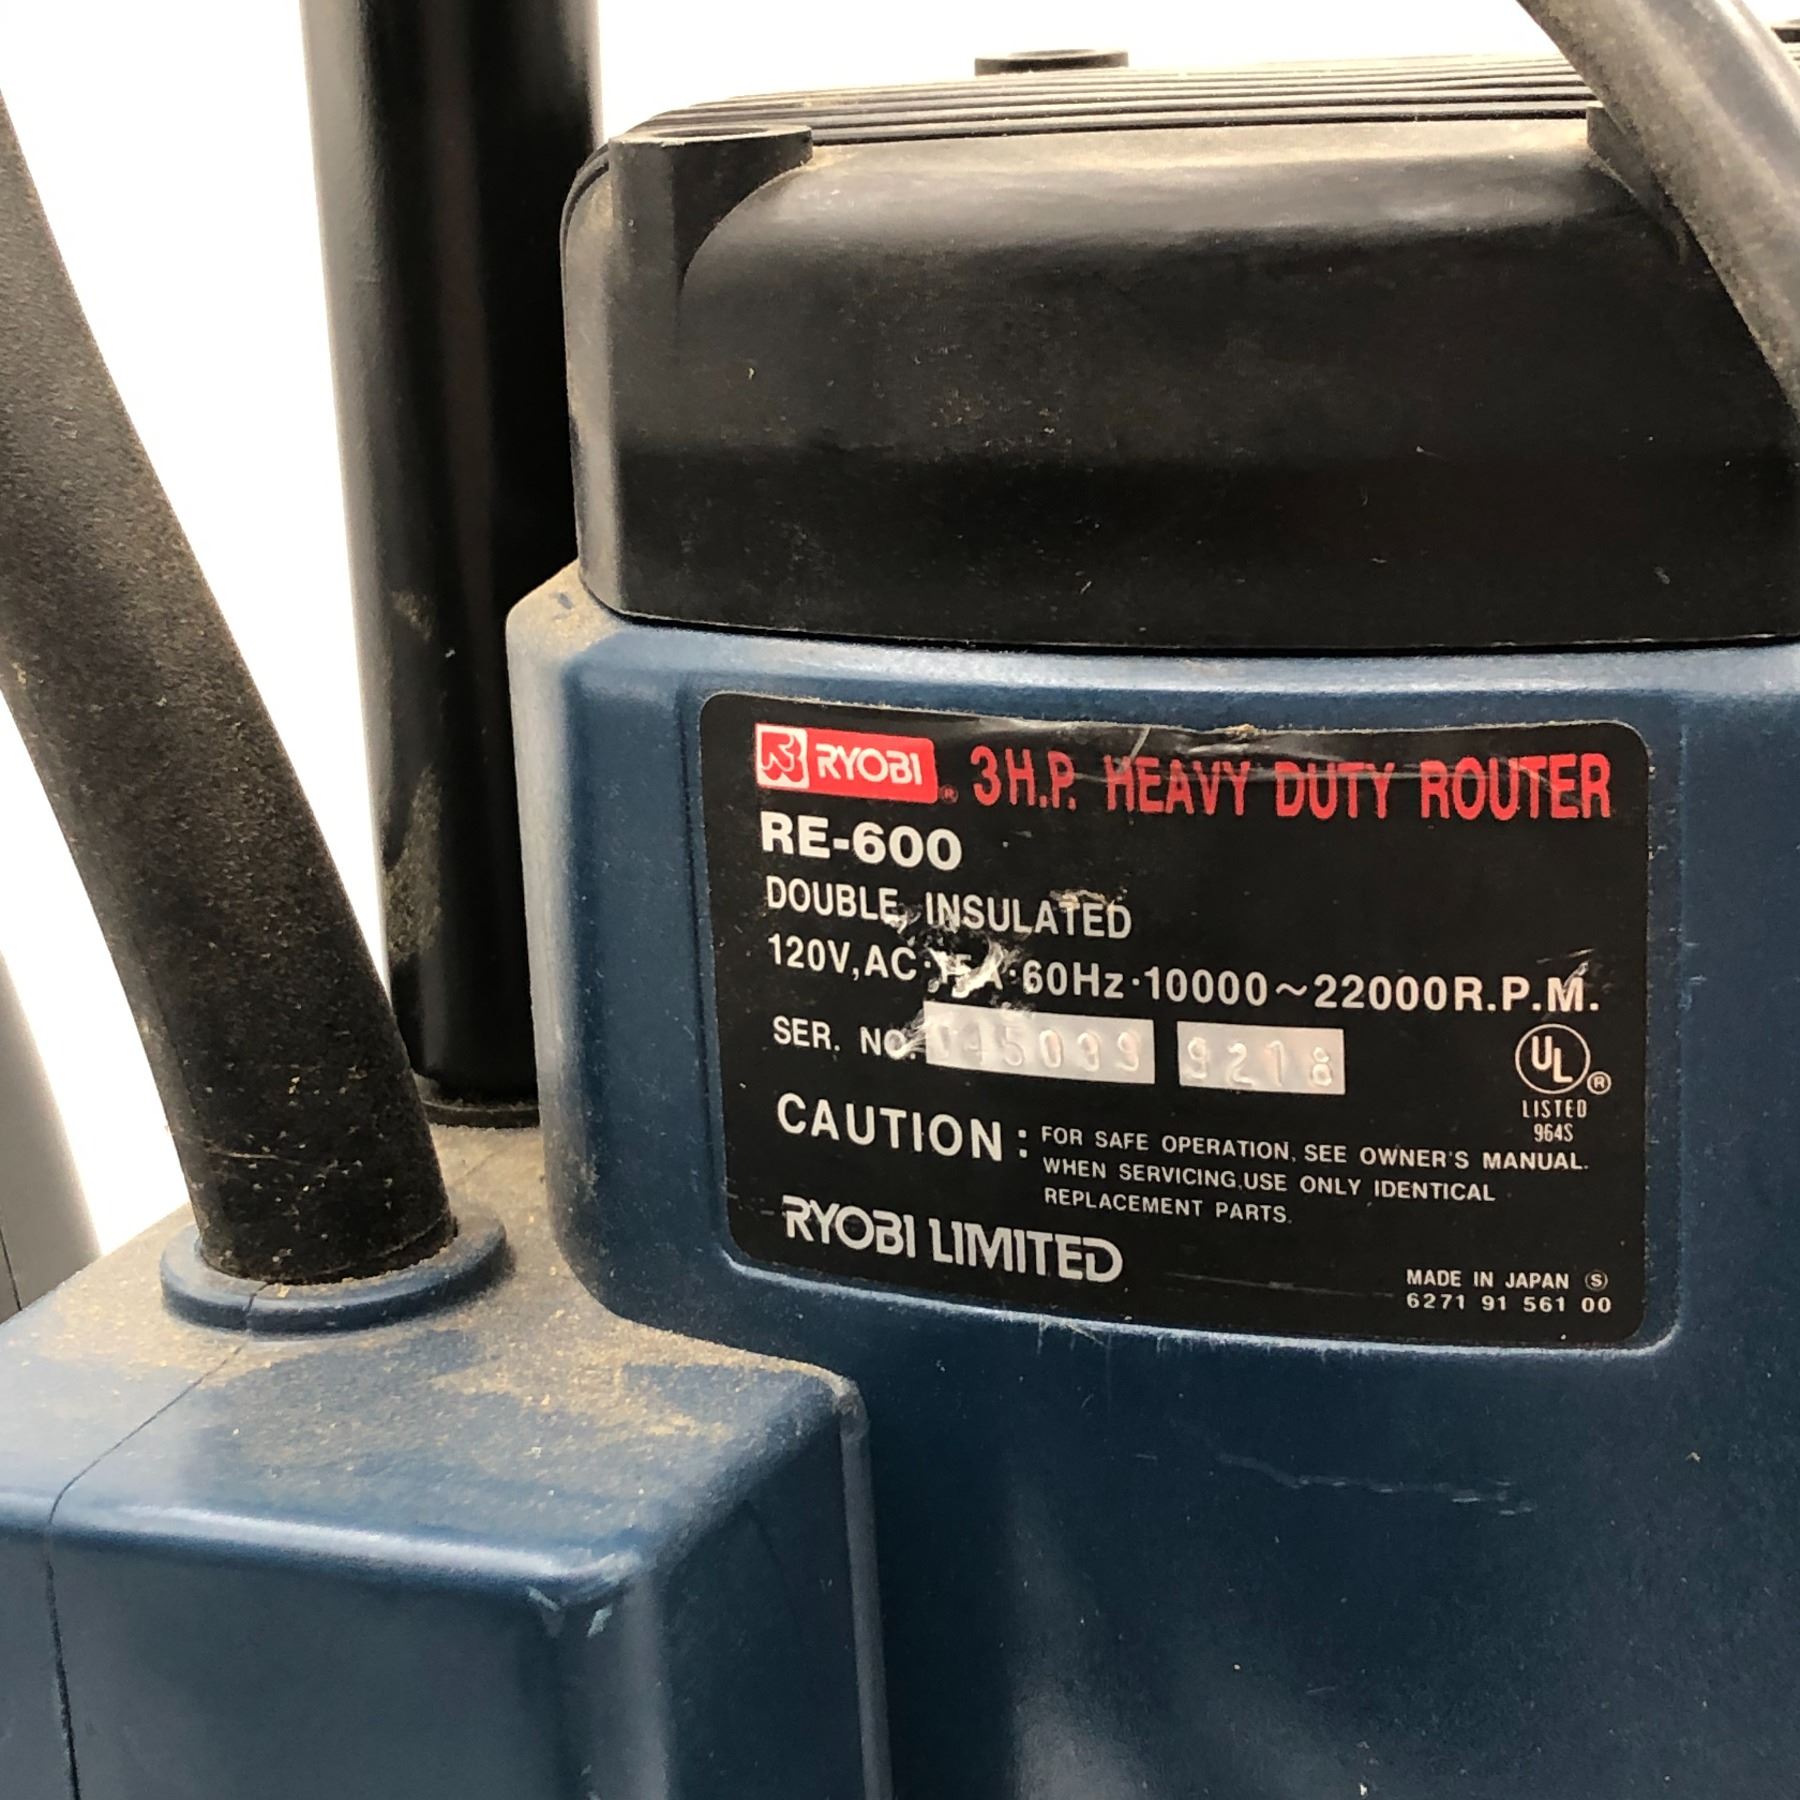 RYOBI® 3H.P. HEAVY DUTY ROUTER
RE-600
DOUBLE INSULATED
120V,AC·15A·60Hz·10000~22000R.P.M.
SER. NO. 9218
UL®
LISTED
964S
CAUTION: FOR SAFE OPERATION, SEE OWNER'S MANUAL.
WHEN SERVICING,USE ONLY IDENTICAL
REPLACEMENT PARTS.
RYOBI LIMITED
MADE IN JAPAN Ⓢ
6271 91 561 00